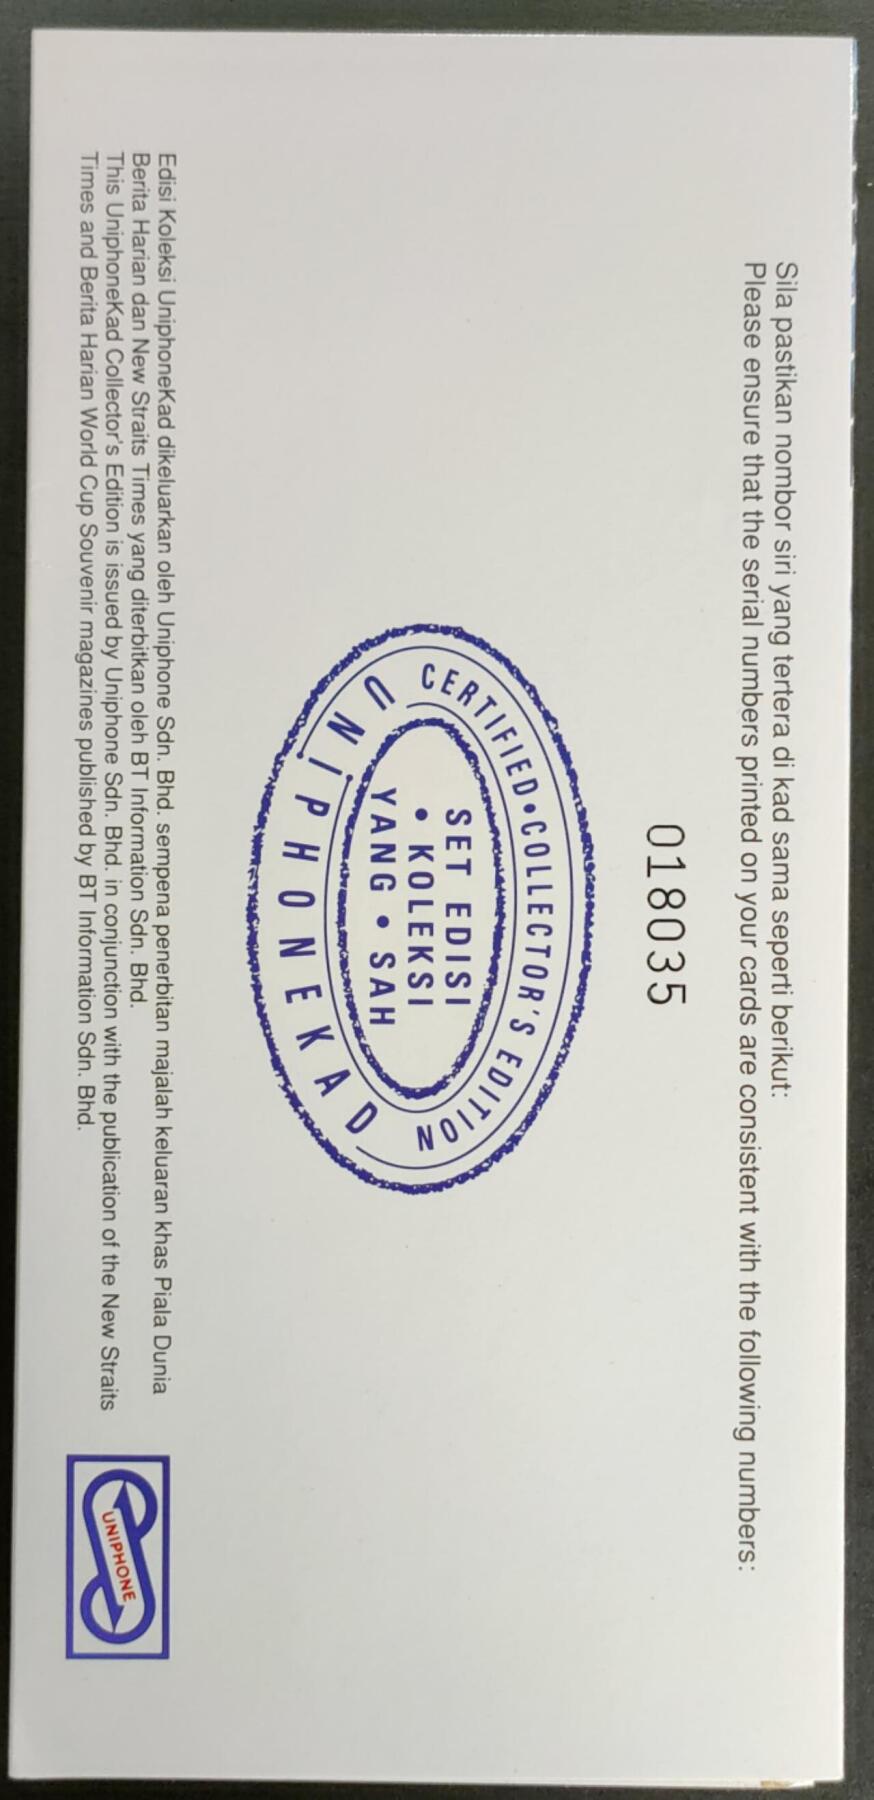 Sila pastikan nombor siri yang tertera di kad sama seperti berikut:
Please ensure that the serial numbers printed on your cards are consistent with the following numbers:
018035
CERTIFIED • COLLECTOR'S EDITION
SET EDISI
• KOLEKSI
YANG • SAH
UNIPHONEKAD
Edisi Koleksi UniphoneKad dikeluarkan oleh Uniphone Sdn. Bhd. sempena penerbitan majalah keluaran khas Piala Dunia
Berita Harian dan New Straits Times yang diterbitkan oleh BT Information Sdn. Bhd.
This UniphoneKad Collector's Edition is issued by Uniphone Sdn. Bhd. in conjunction with the publication of the New Straits
Times and Berita Harian World Cup Souvenir magazines published by BT Information Sdn. Bhd.
UNIPHONE